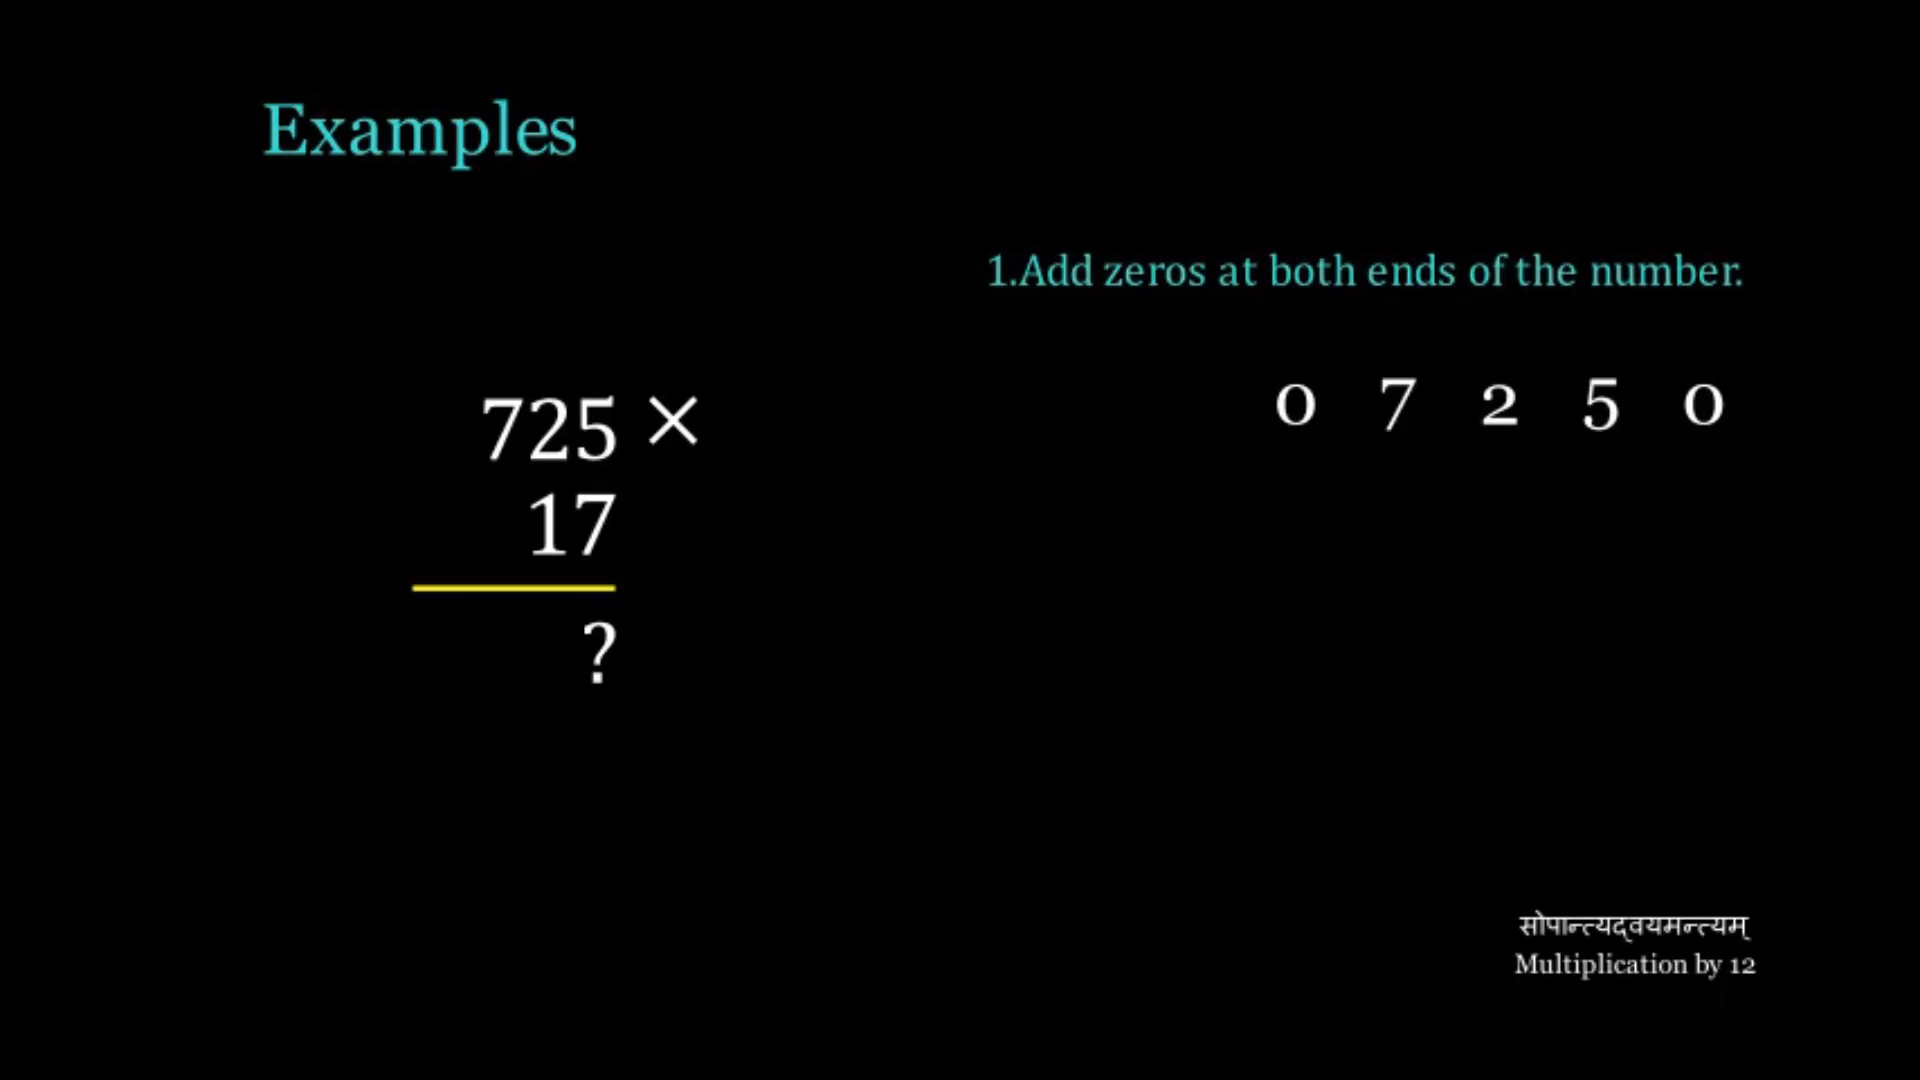 Examples
1.Add zeros at both ends of the number.
0 7 2 5 0
725 ×
17
?
सोपान्त्यद्वयमन्त्यम्
Multiplication by 12